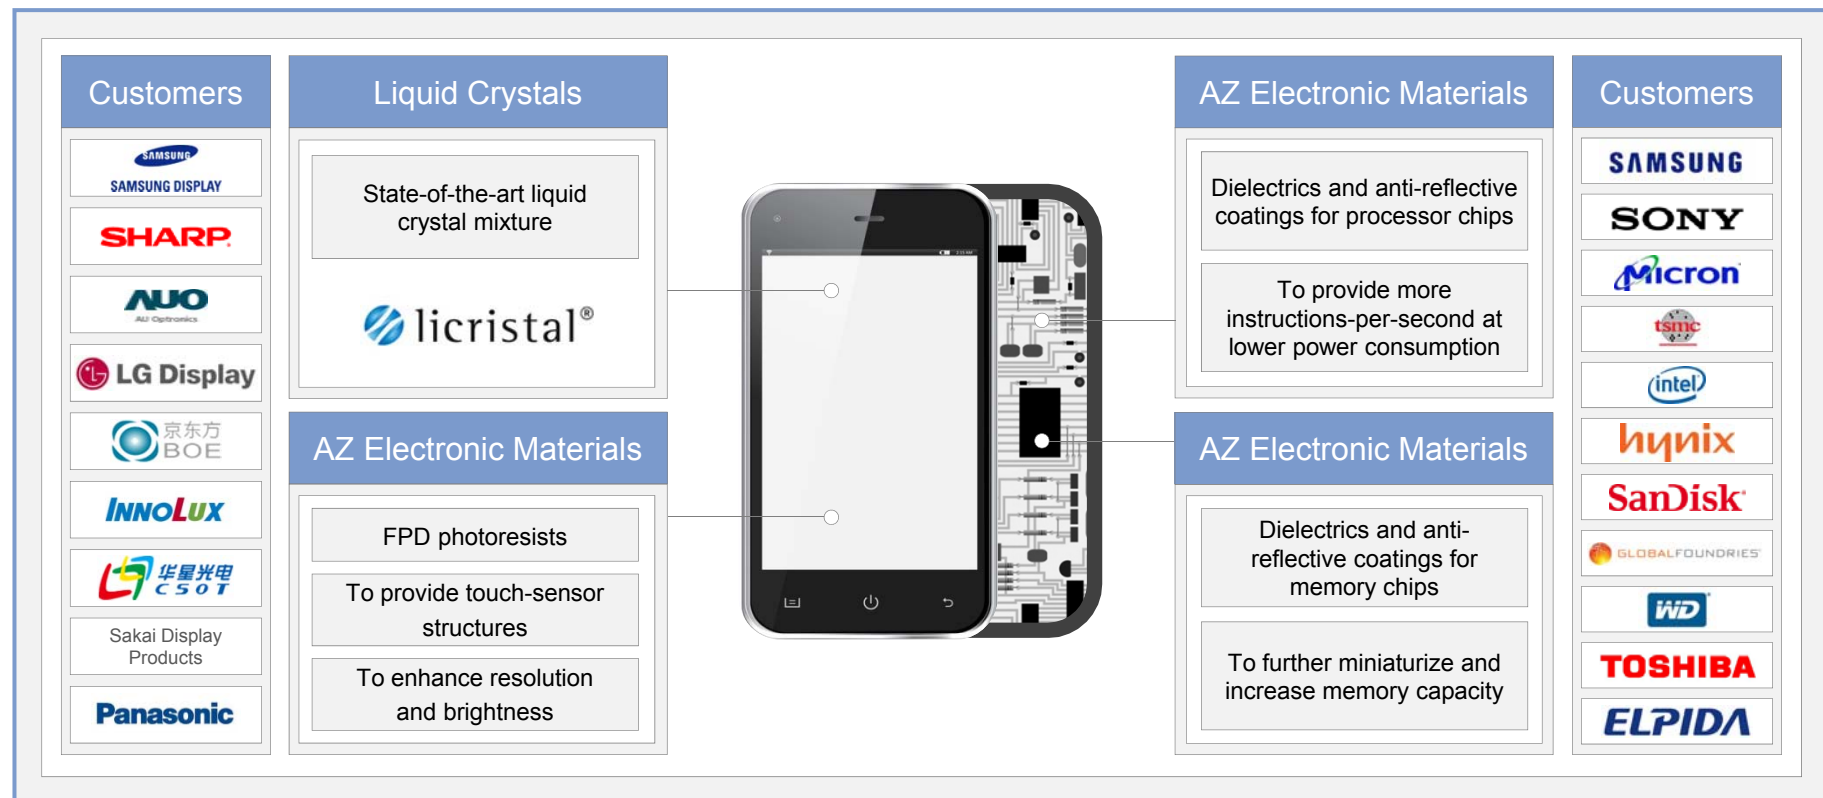 Customers
SAMSUNG
SAMSUNG DISPLAY
SHARP
AUO
AU Optronics
LG Display
京东方
BOE
INNOLUX
华星光电
CSOT
Sakai Display
Products
Panasonic
Liquid Crystals
State-of-the-art liquid
crystal mixture
licristal®
AZ Electronic Materials
FPD photoresists
To provide touch-sensor
structures
To enhance resolution
and brightness
AZ Electronic Materials
Dielectrics and anti-reflective
coatings for processor chips
To provide more
instructions-per-second at
lower power consumption
AZ Electronic Materials
Dielectrics and anti-
reflective coatings for
memory chips
To further miniaturize and
increase memory capacity
Customers
SAMSUNG
SONY
Micron
tsmc
intel
hynix
SanDisk
GLOBALFOUNDRIES
WD
TOSHIBA
ELPIDA